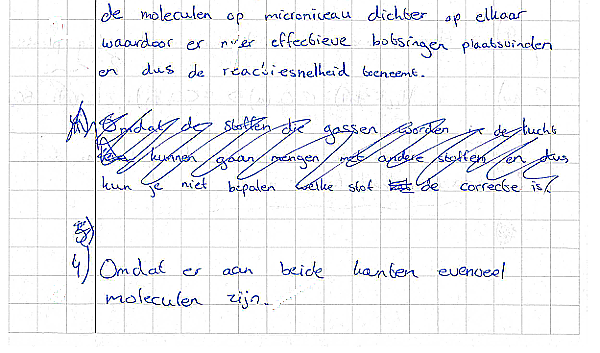 de moleculen op microniveau dichter op elkaar
waardoor er meer effectieve botsingen plaatsvinden
en dus de reactiesnelheid toeneemt.
4) Omdat de stoffen die gassen worden in de lucht
kunnen gaan mengen met andere stoffen en dus
kun je niet bepalen welke stof de correcte is.
4) Omdat er aan beide kanten evenveel
moleculen zijn.